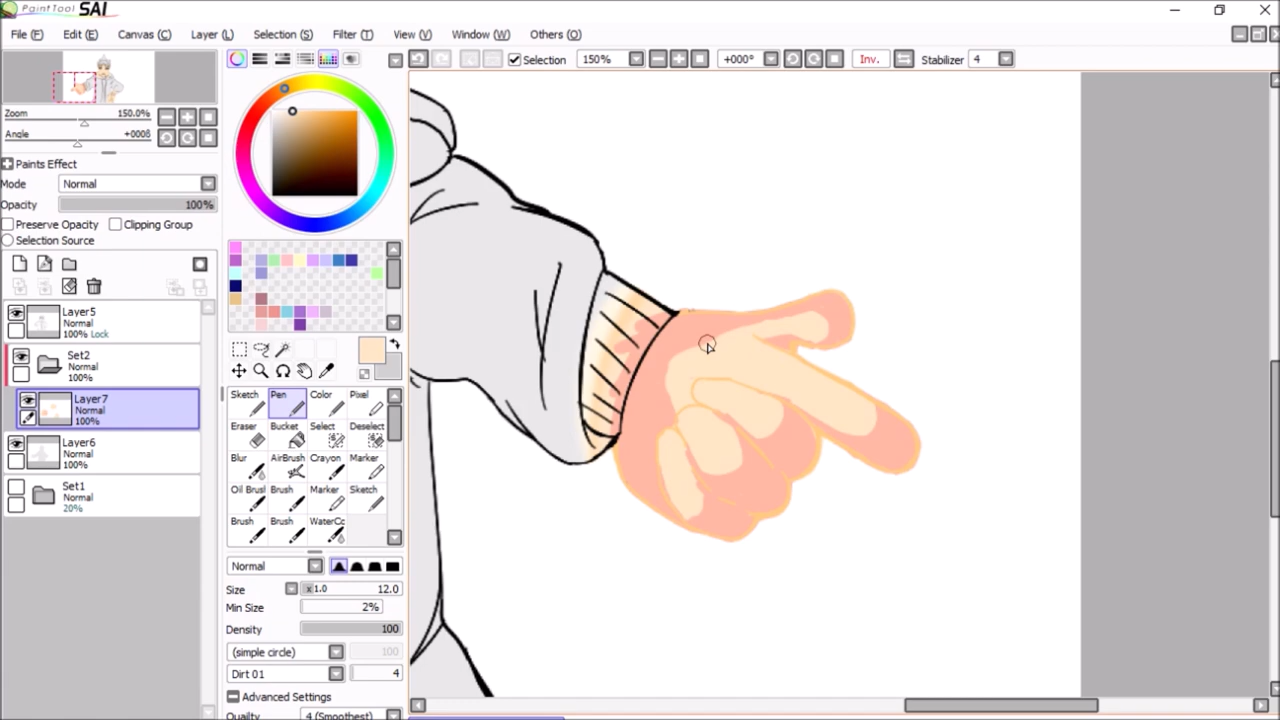 PaintTool SAI
File (F) Edit (E) Canvas (C) Layer (L) Selection (S) Filter (T) View (V) Window (W) Others (O)
Selection 150% +000° Inv. Stabilizer 4
Zoom 150.0%
Angle +0008
Paints Effect
Mode Normal
Opacity 100%
Preserve Opacity Clipping Group
Selection Source
Layer5
Normal
100% Lock
Set2
Normal
100%
Layer7
Normal
100%
Layer6
Normal
100%
Set1
Normal
20%
Sketch Pen Color Pixel
Eraser Bucket Select Deselect
Blur AirBrush Crayon Marker
Oil Brusl Brush Marker Sketch
Brush Brush WaterCc
Normal
Size x1.0 12.0
Min Size 2%
Density 100
(simple circle) 100
Dirt 01 4
Advanced Settings
Quailty 4 (Smoothest)